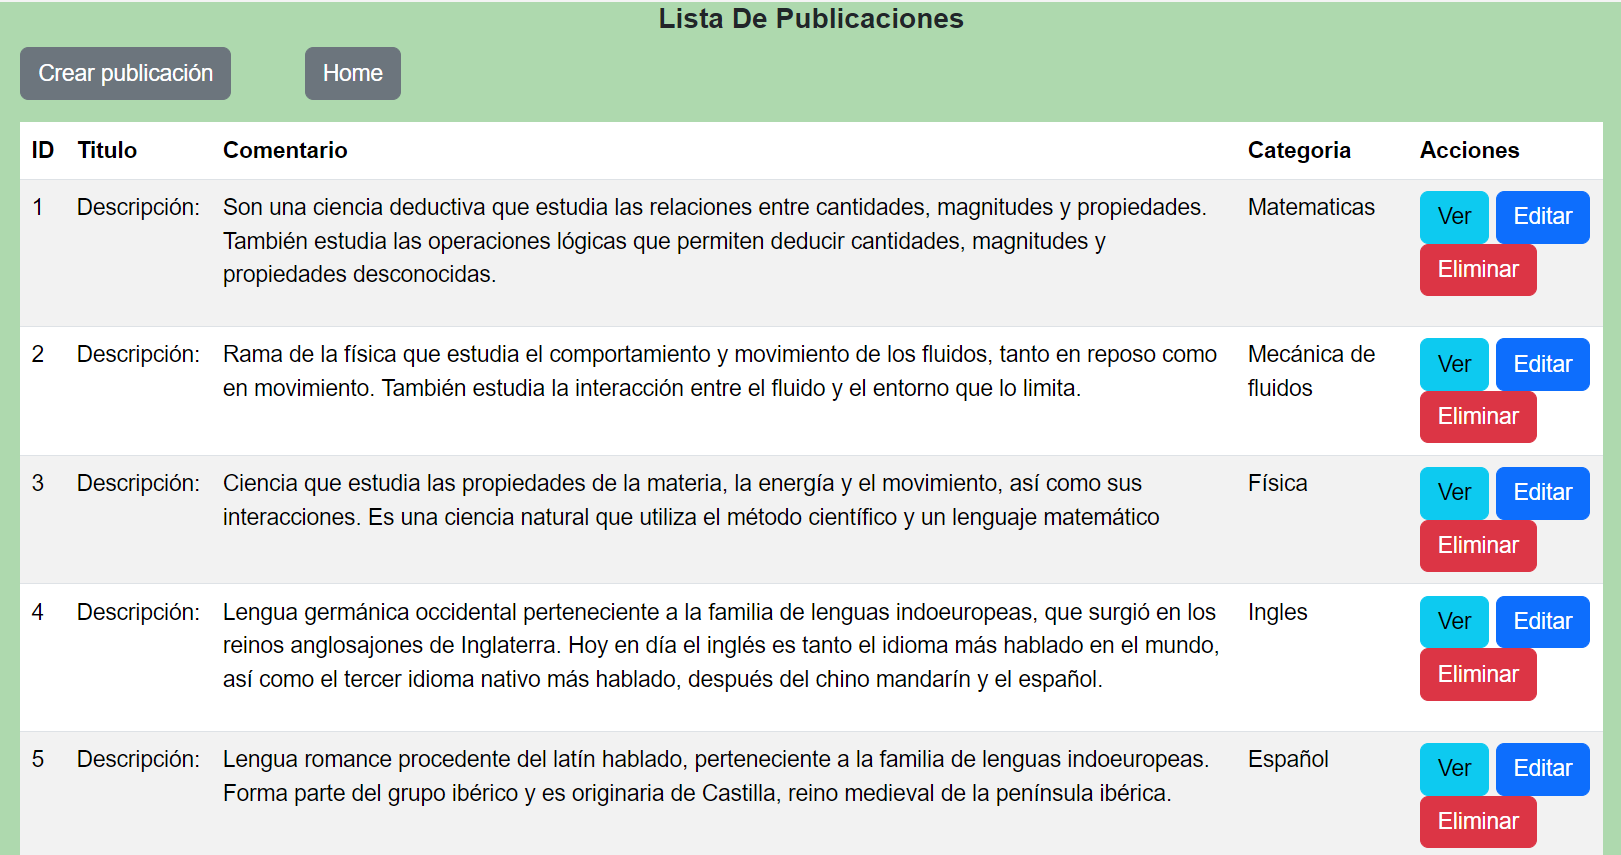 Lista De Publicaciones
Crear publicación Home
ID Titulo Comentario Categoria Acciones
1 Descripción: Son una ciencia deductiva que estudia las relaciones entre cantidades, magnitudes y propiedades. Matematicas Ver Editar
También estudia las operaciones lógicas que permiten deducir cantidades, magnitudes y
propiedades desconocidas. Eliminar
2 Descripción: Rama de la física que estudia el comportamiento y movimiento de los fluidos, tanto en reposo como Mecánica de Ver Editar
en movimiento. También estudia la interacción entre el fluido y el entorno que lo limita. fluidos
Eliminar
3 Descripción: Ciencia que estudia las propiedades de la materia, la energía y el movimiento, así como sus Física Ver Editar
interacciones. Es una ciencia natural que utiliza el método científico y un lenguaje matemático
Eliminar
4 Descripción: Lengua germánica occidental perteneciente a la familia de lenguas indoeuropeas, que surgió en los Ingles Ver Editar
reinos anglosajones de Inglaterra. Hoy en día el inglés es tanto el idioma más hablado en el mundo,
así como el tercer idioma nativo más hablado, después del chino mandarín y el español. Eliminar
5 Descripción: Lengua romance procedente del latín hablado, perteneciente a la familia de lenguas indoeuropeas. Español Ver Editar
Forma parte del grupo ibérico y es originaria de Castilla, reino medieval de la península ibérica.
Eliminar